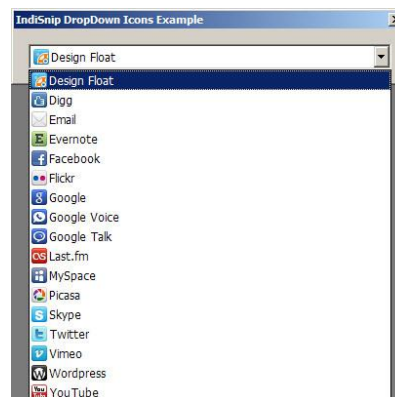 IndiSnip DropDown Icons Example
Design Float
Design Float
Digg
Email
Evernote
Facebook
Flickr
Google
Google Voice
Google Talk
Last.fm
MySpace
Picasa
Skype
Twitter
Vimeo
Wordpress
YouTube